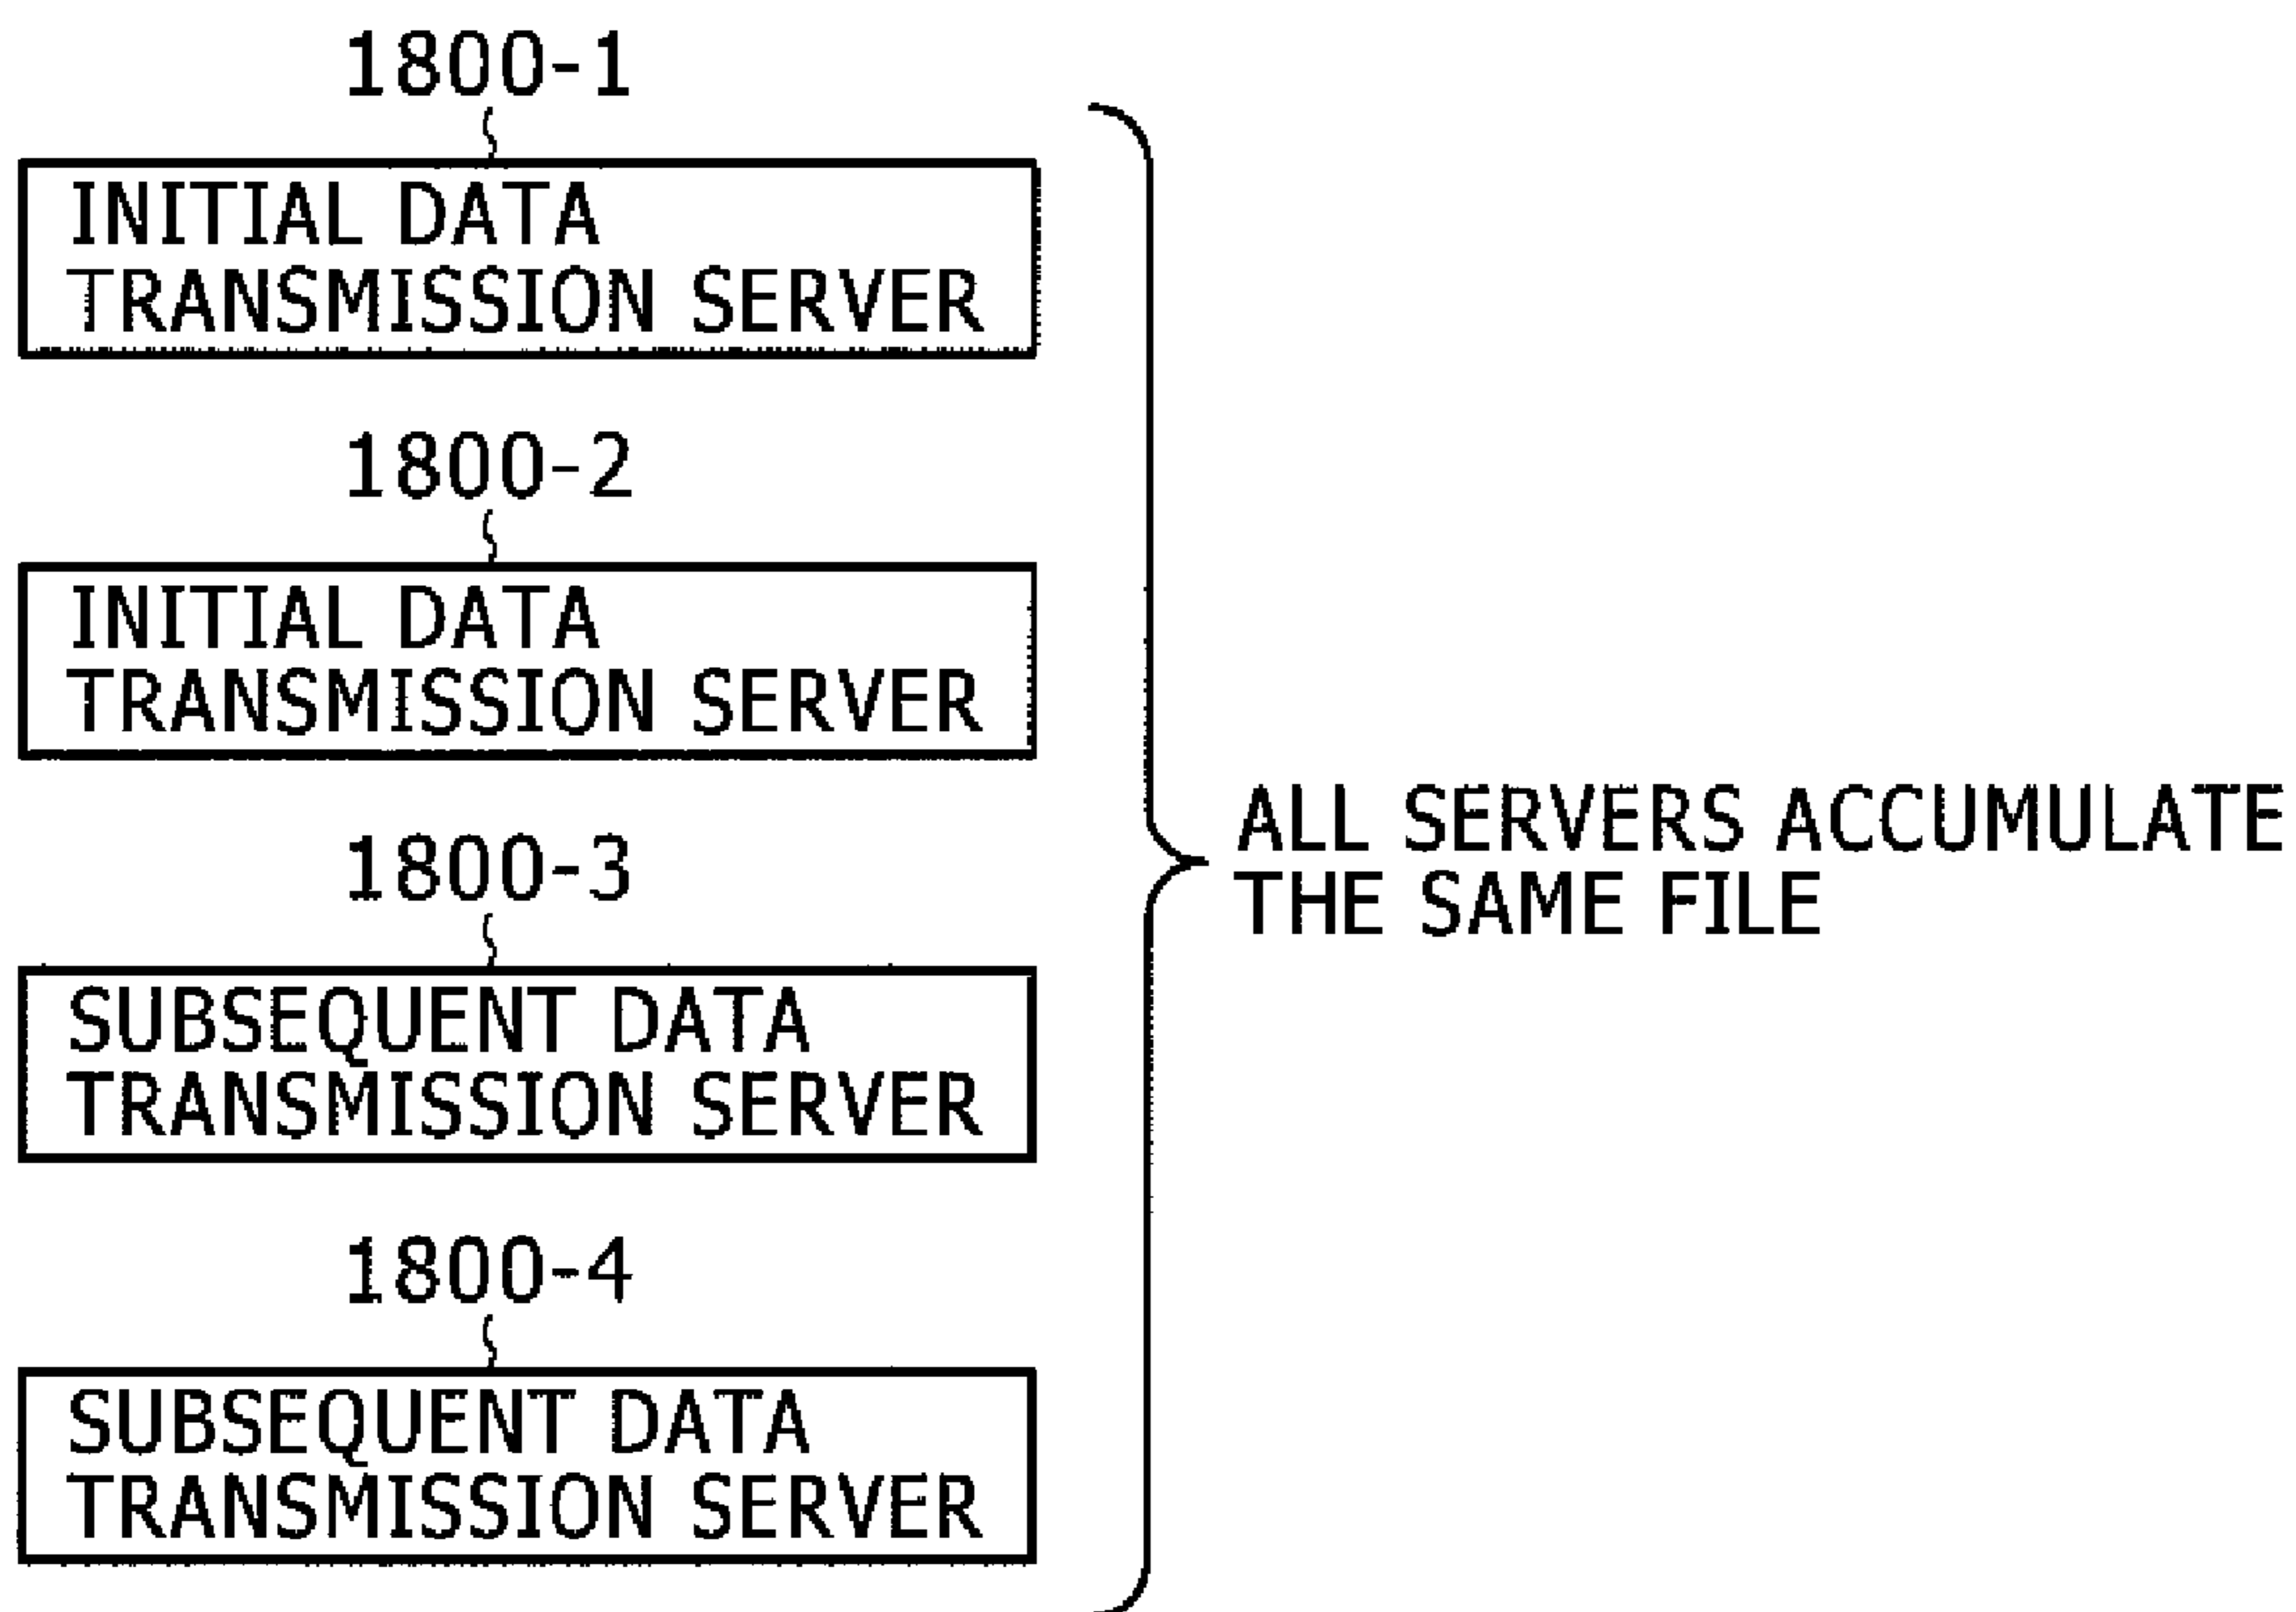 1800-1
INITIAL DATA
TRANSMISSION SERVER
1800-2
INITIAL DATA
TRANSMISSION SERVER
1800-3
SUBSEQUENT DATA
TRANSMISSION SERVER
1800-4
SUBSEQUENT DATA
TRANSMISSION SERVER
ALL SERVERS ACCUMULATE
THE SAME FILE